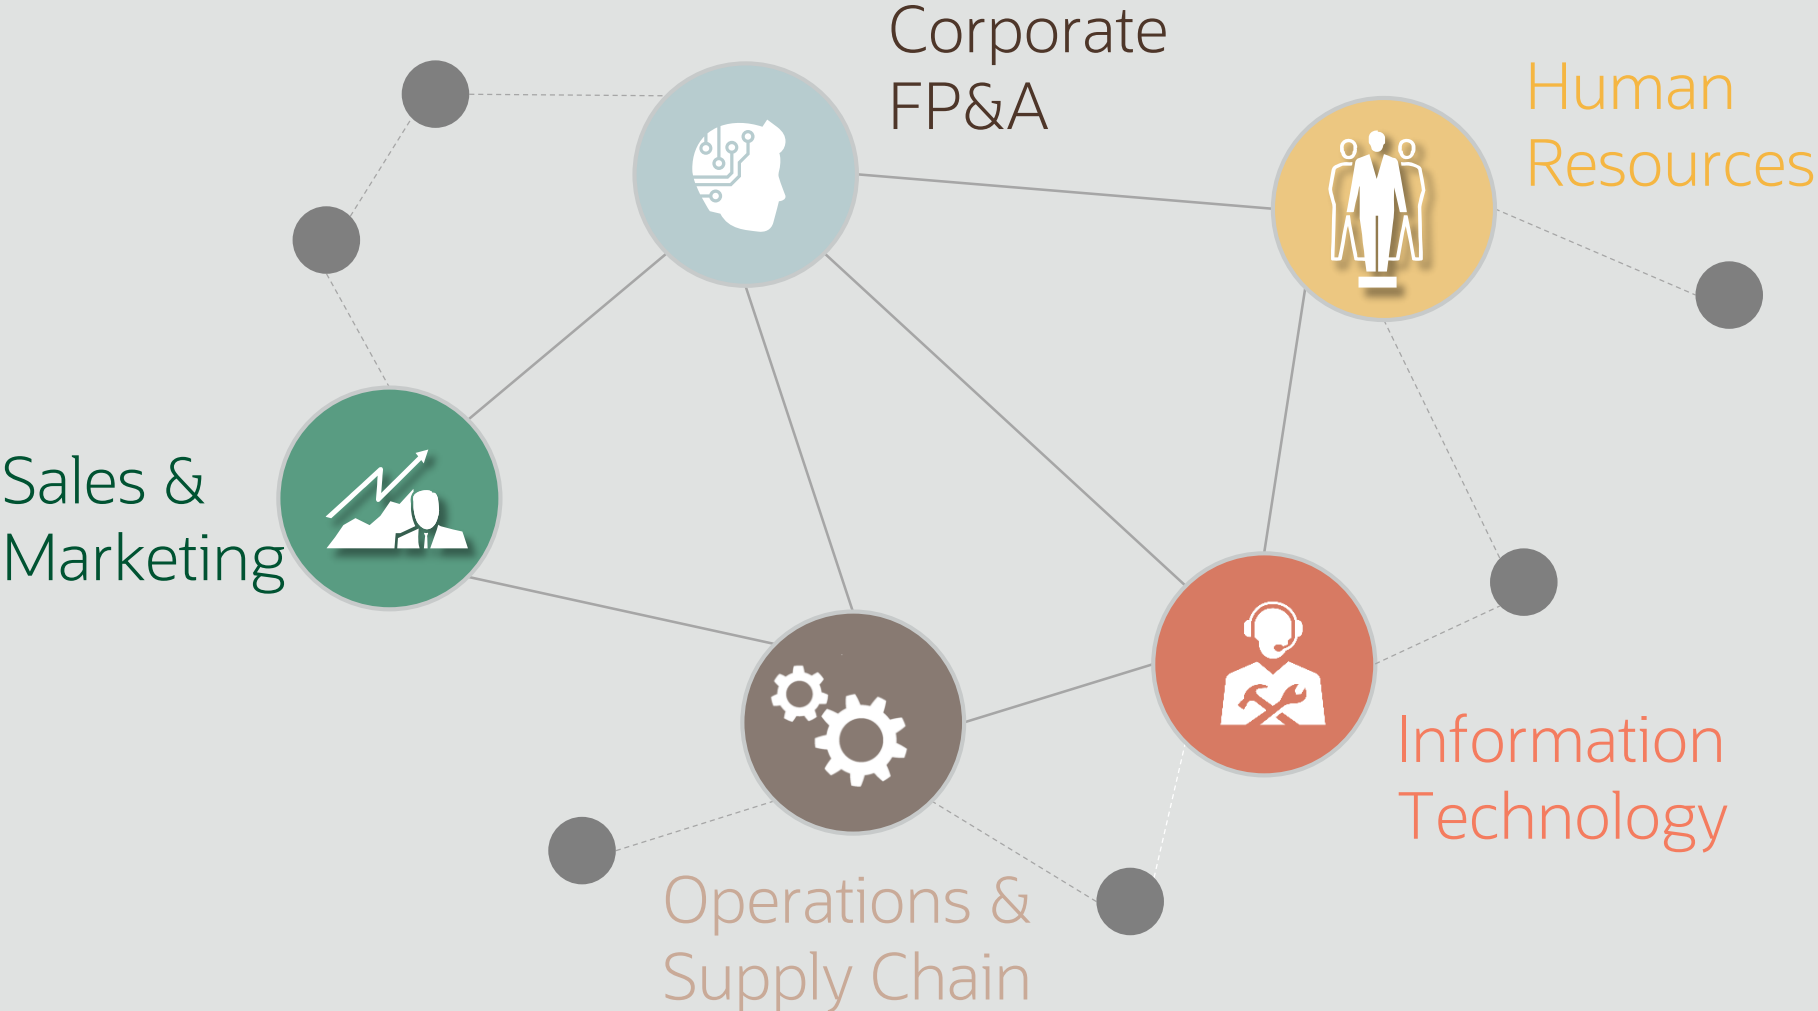 Corporate
FP&A
Human
Resources
Sales &
Marketing
Information
Technology
Operations &
Supply Chain